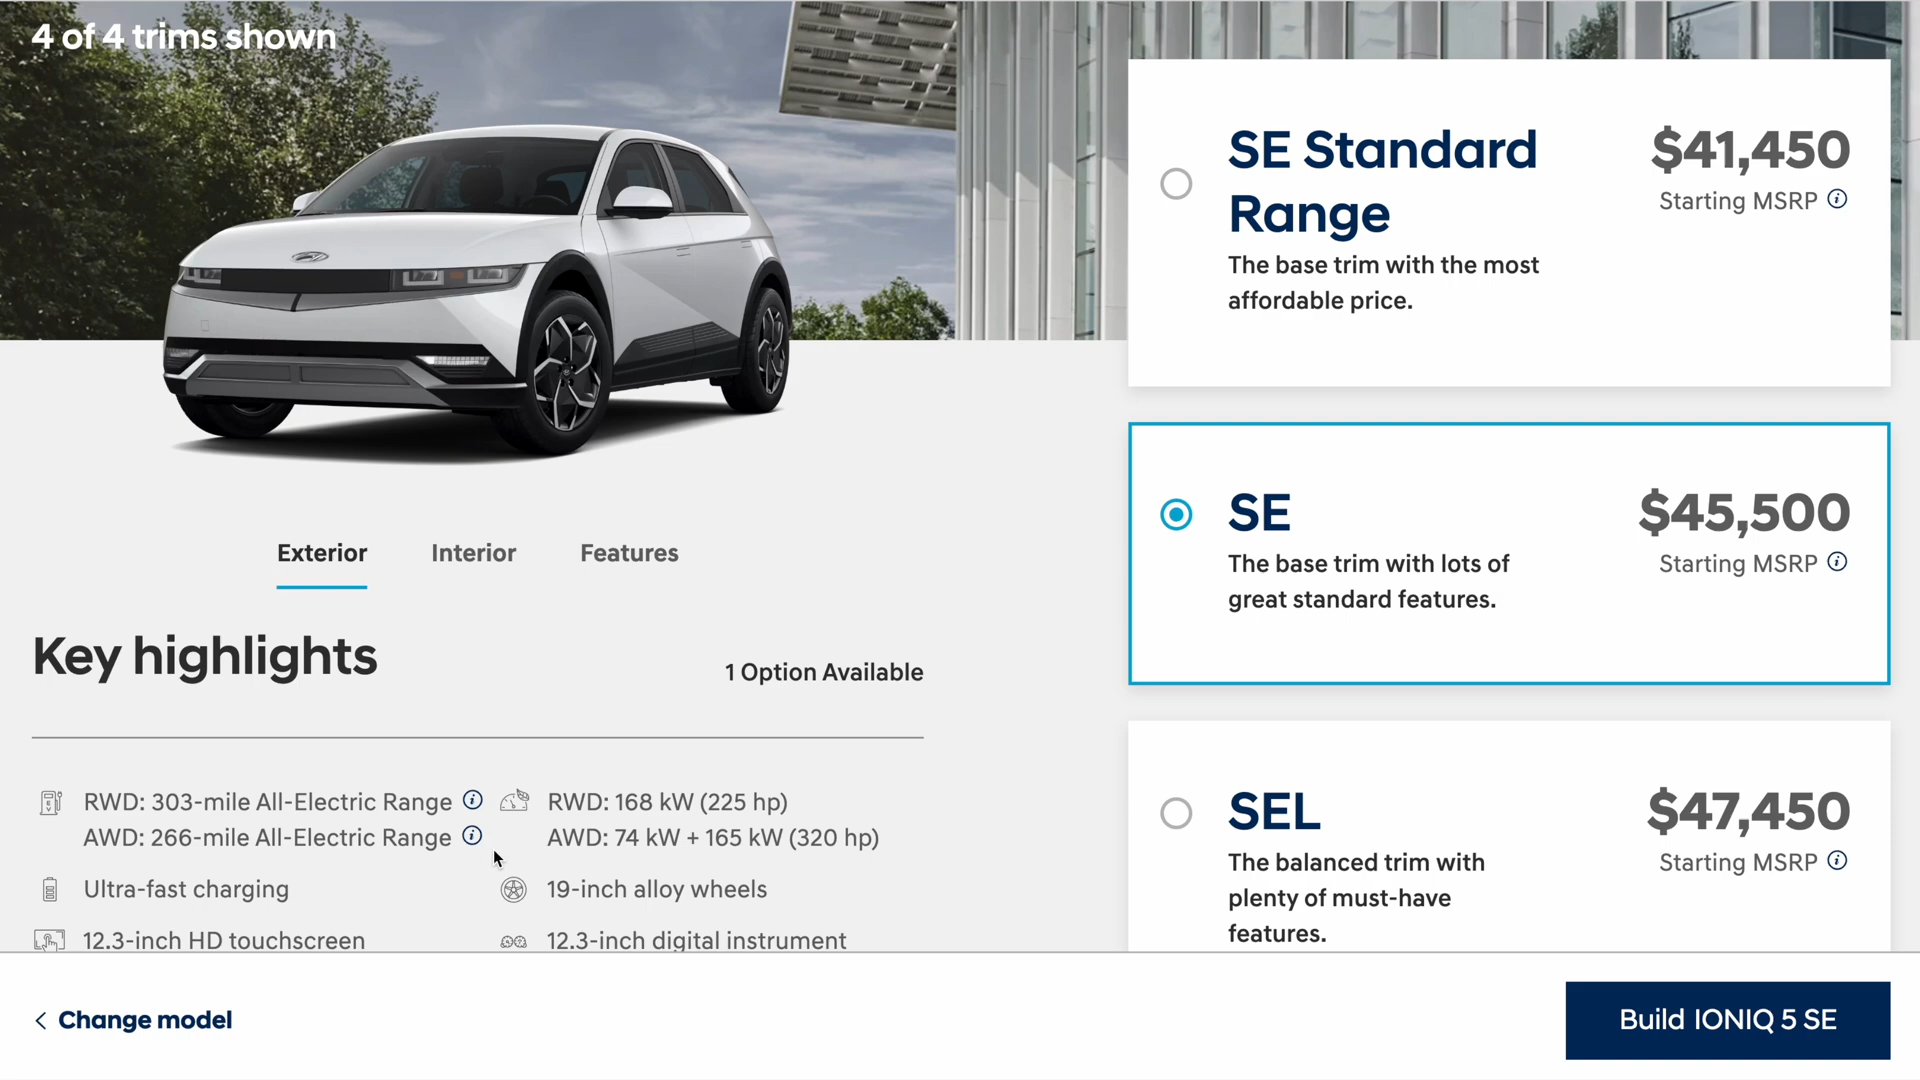 4 of 4 trims shown
SE Standard
Range
$41,450
Starting MSRP
The base trim with the most
affordable price.
SE
$45,500
Starting MSRP
The base trim with lots of
great standard features.
SEL
$47,450
Starting MSRP
The balanced trim with
plenty of must-have
features.
Exterior
Interior
Features
Key highlights
1 Option Available
RWD: 303-mile All-Electric Range
AWD: 266-mile All-Electric Range
RWD: 168 kW (225 hp)
AWD: 74 kW + 165 kW (320 hp)
Ultra-fast charging
19-inch alloy wheels
12.3-inch HD touchscreen
12.3-inch digital instrument
Change model
Build IONIQ 5 SE